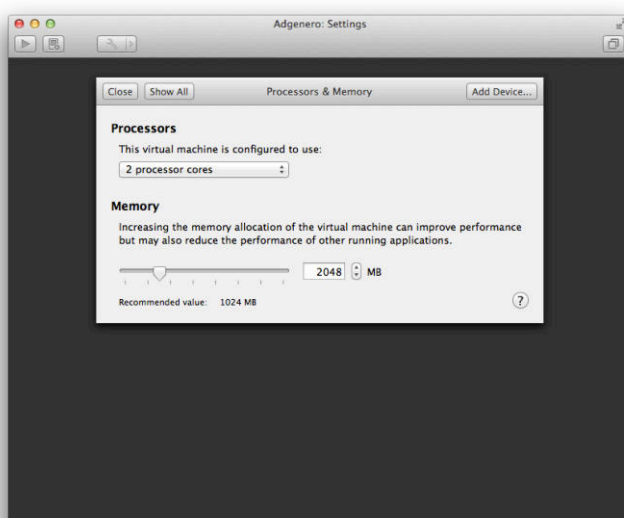 Adgenero: Settings
Close Show All Processors & Memory Add Device...
Processors
This virtual machine is configured to use:
2 processor cores
Memory
Increasing the memory allocation of the virtual machine can improve performance
but may also reduce the performance of other running applications.
2048 MB
Recommended value: 1024 MB
?